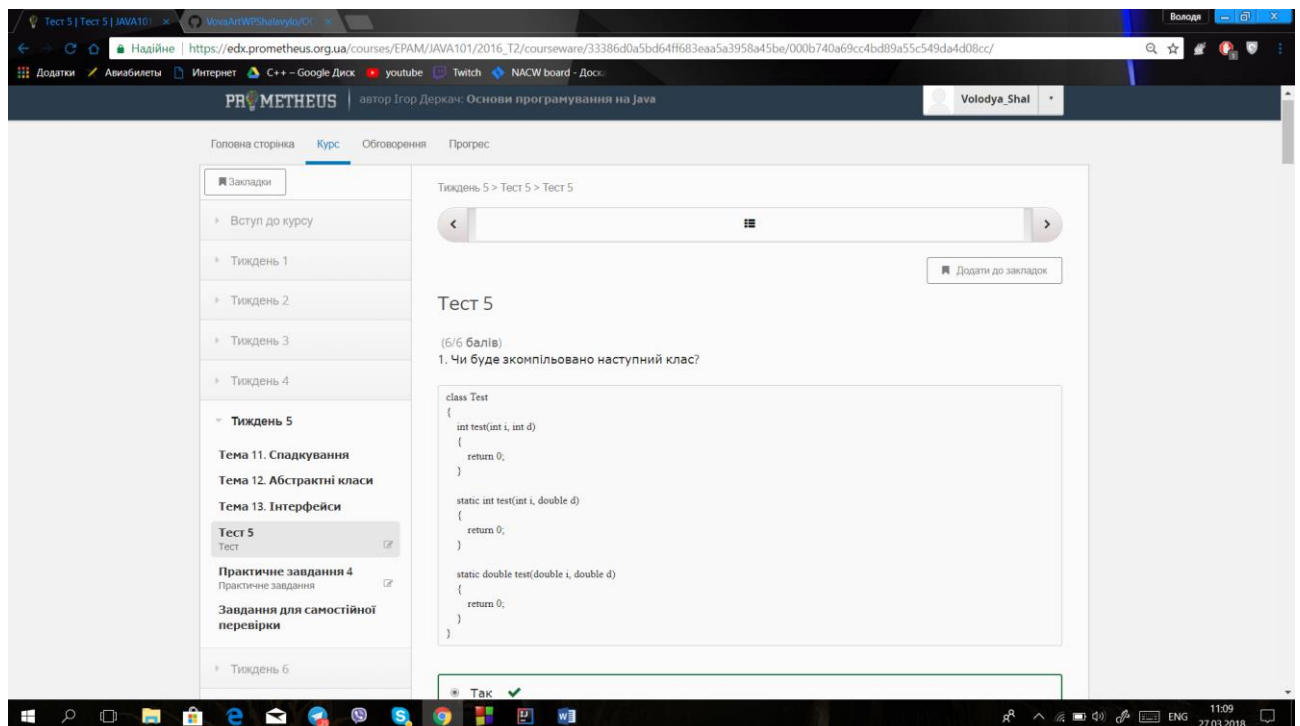 Тест 5 | Тест 5 | JAVA101
VovaArtWPShalavylo/ОО
Володя
Надійне
https://edx.prometheus.org.ua/courses/EPAM/JAVA101/2016_T2/courseware/33386d0a5bd64ff683eaa5a3958a45be/000b740a69cc4bd89a55c549da4d08cc/
Додатки Авиабилеты Интернет C++ – Google Диск youtube Twitch NACW board - Доск
PROMETHEUS автор Ігор Деркач: Основи програмування на Java
Volodya_Shal
Головна сторінка Курс Обговорення Прогрес
Закладки
Вступ до курсу
Тиждень 1
Тиждень 2
Тиждень 3
Тиждень 4
Тиждень 5
Тема 11. Спадкування
Тема 12. Абстрактні класи
Тема 13. Інтерфейси
Тест 5
Тест
Практичне завдання 4
Практичне завдання
Завдання для самостійної
перевірки
Тиждень 6
Тиждень 5 > Тест 5 > Тест 5
Додати до закладок
Тест 5
(6/6 балів)
1. Чи буде зкомпільовано наступний клас?
class Test
{
int test(int i, int d)
{
return 0;
}
static int test(int i, double d)
{
return 0;
}
static double test(double i, double d)
{
return 0;
}
}
Так
ENG
11:09
27.03.2018